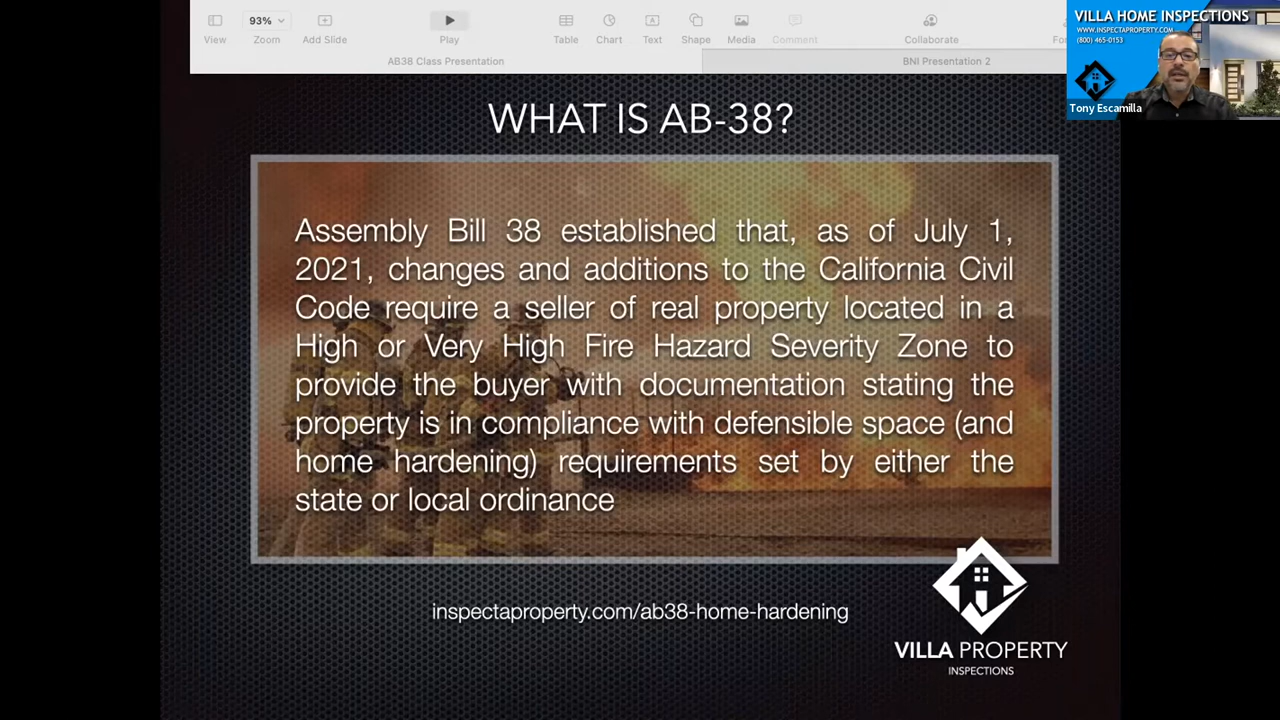 93%
View
Zoom
Add Slide
Play
Table
Chart
Text
Shape
Media
Comment
Collaborate
AB38 Class Presentation
BNI Presentation 2
VILLA HOME INSPECTIONS
WWW.INSPECTAPROPERTY.COM
(800) 465-0153
Tony Escamilla
WHAT IS AB-38?
Assembly Bill 38 established that, as of July 1,
2021, changes and additions to the California Civil
Code require a seller of real property located in a
High or Very High Fire Hazard Severity Zone to
provide the buyer with documentation stating the
property is in compliance with defensible space (and
home hardening) requirements set by either the
state or local ordinance
inspectaproperty.com/ab38-home-hardening
VILLA PROPERTY
INSPECTIONS